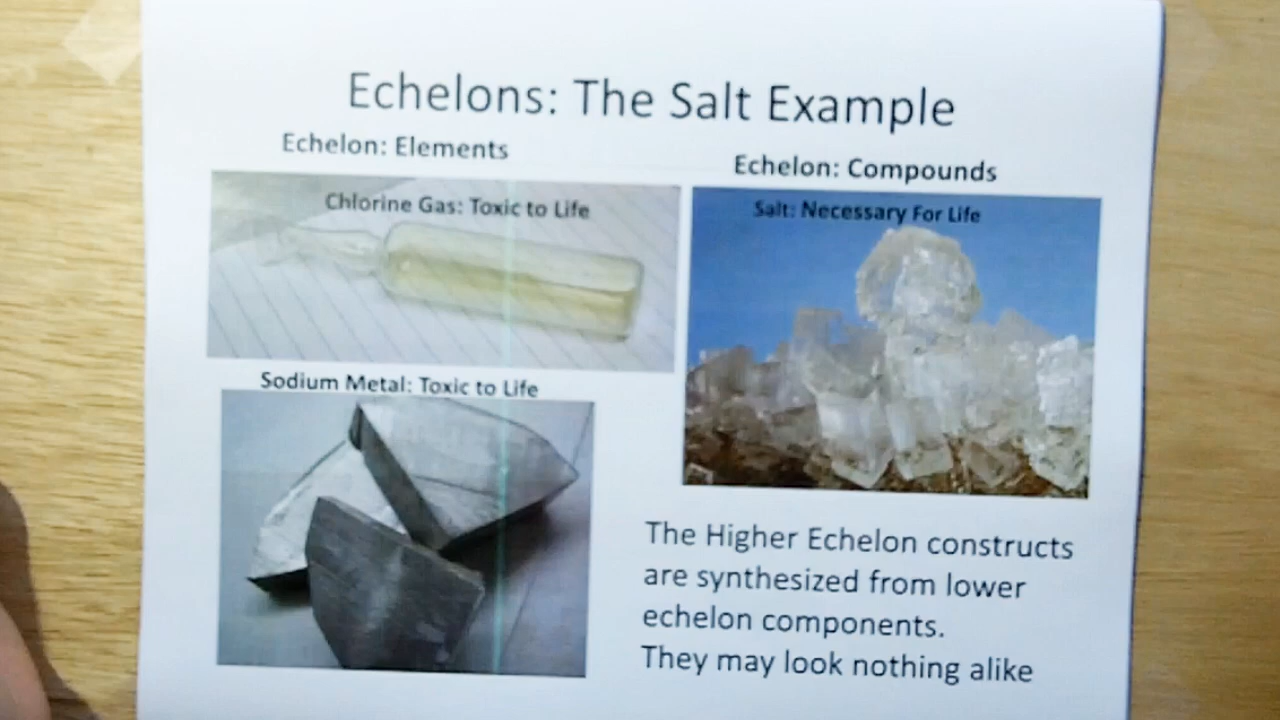 Echelons: The Salt Example
Echelon: Elements
Chlorine Gas: Toxic to Life
Sodium Metal: Toxic to Life
Echelon: Compounds
Salt: Necessary For Life
The Higher Echelon constructs
are synthesized from lower
echelon components.
They may look nothing alike